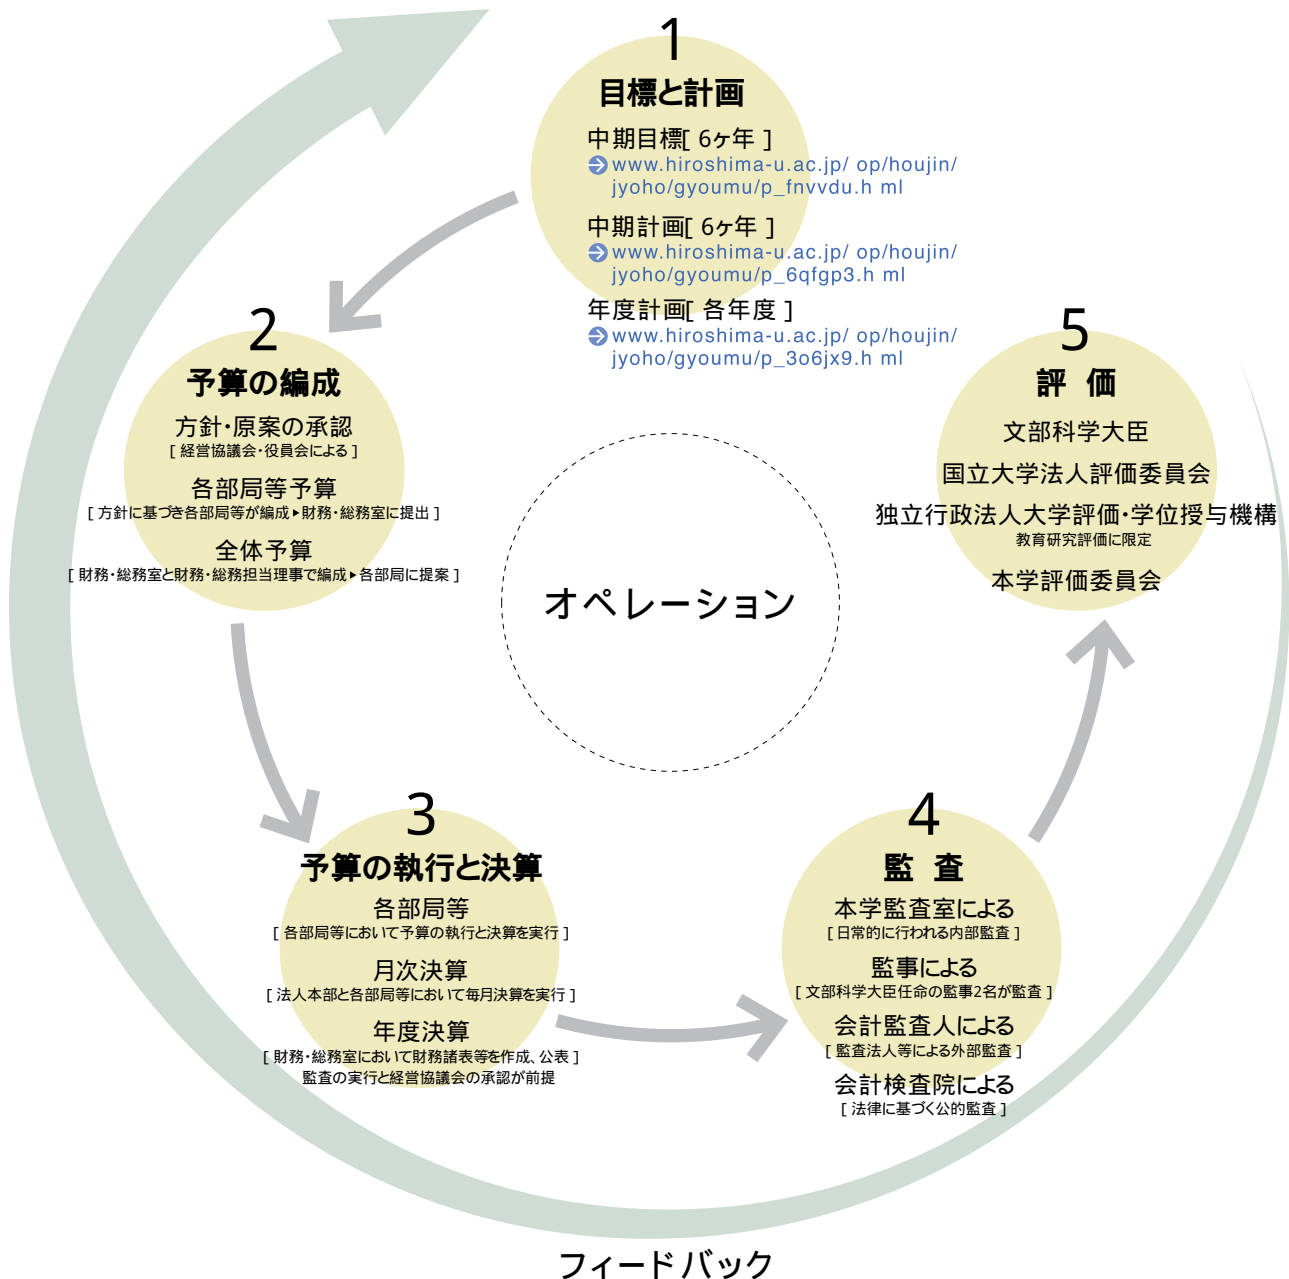 1
目標と計画
中期目標[ 6ヶ年 ]
www.hiroshima-u.ac.jp/ op/houjin/
jyoho/gyoumu/p_fnvvdu.h ml
中期計画[ 6ヶ年 ]
www.hiroshima-u.ac.jp/ op/houjin/
jyoho/gyoumu/p_6qfgp3.h ml
年度計画[ 各年度 ]
www.hiroshima-u.ac.jp/ op/houjin/
jyoho/gyoumu/p_3o6jx9.h ml
2
予算の編成
方針・原案の承認
[ 経営協議会・役員会による ]
各部局等予算
[ 方針に基づき各部局等が編成▶財務・総務室に提出 ]
全体予算
[ 財務・総務室と財務・総務担当理事で編成▶各部局に提案 ]
3
予算の執行と決算
各部局等
[ 各部局等において予算の執行と決算を実行 ]
月次決算
[ 法人本部と各部局等において毎月決算を実行 ]
年度決算
[ 財務・総務室において財務諸表等を作成、公表 ]
監査の実行と経営協議会の承認が前提
4
監 査
本学監査室による
[ 日常的に行われる内部監査 ]
監事による
[ 文部科学大臣任命の監事2名が監査 ]
会計監査人による
[ 監査法人等による外部監査 ]
会計検査院による
[ 法律に基づく公的監査 ]
5
評 価
文部科学大臣
国立大学法人評価委員会
独立行政法人大学評価・学位授与機構
教育研究評価に限定
本学評価委員会
オペレーション
フィードバック